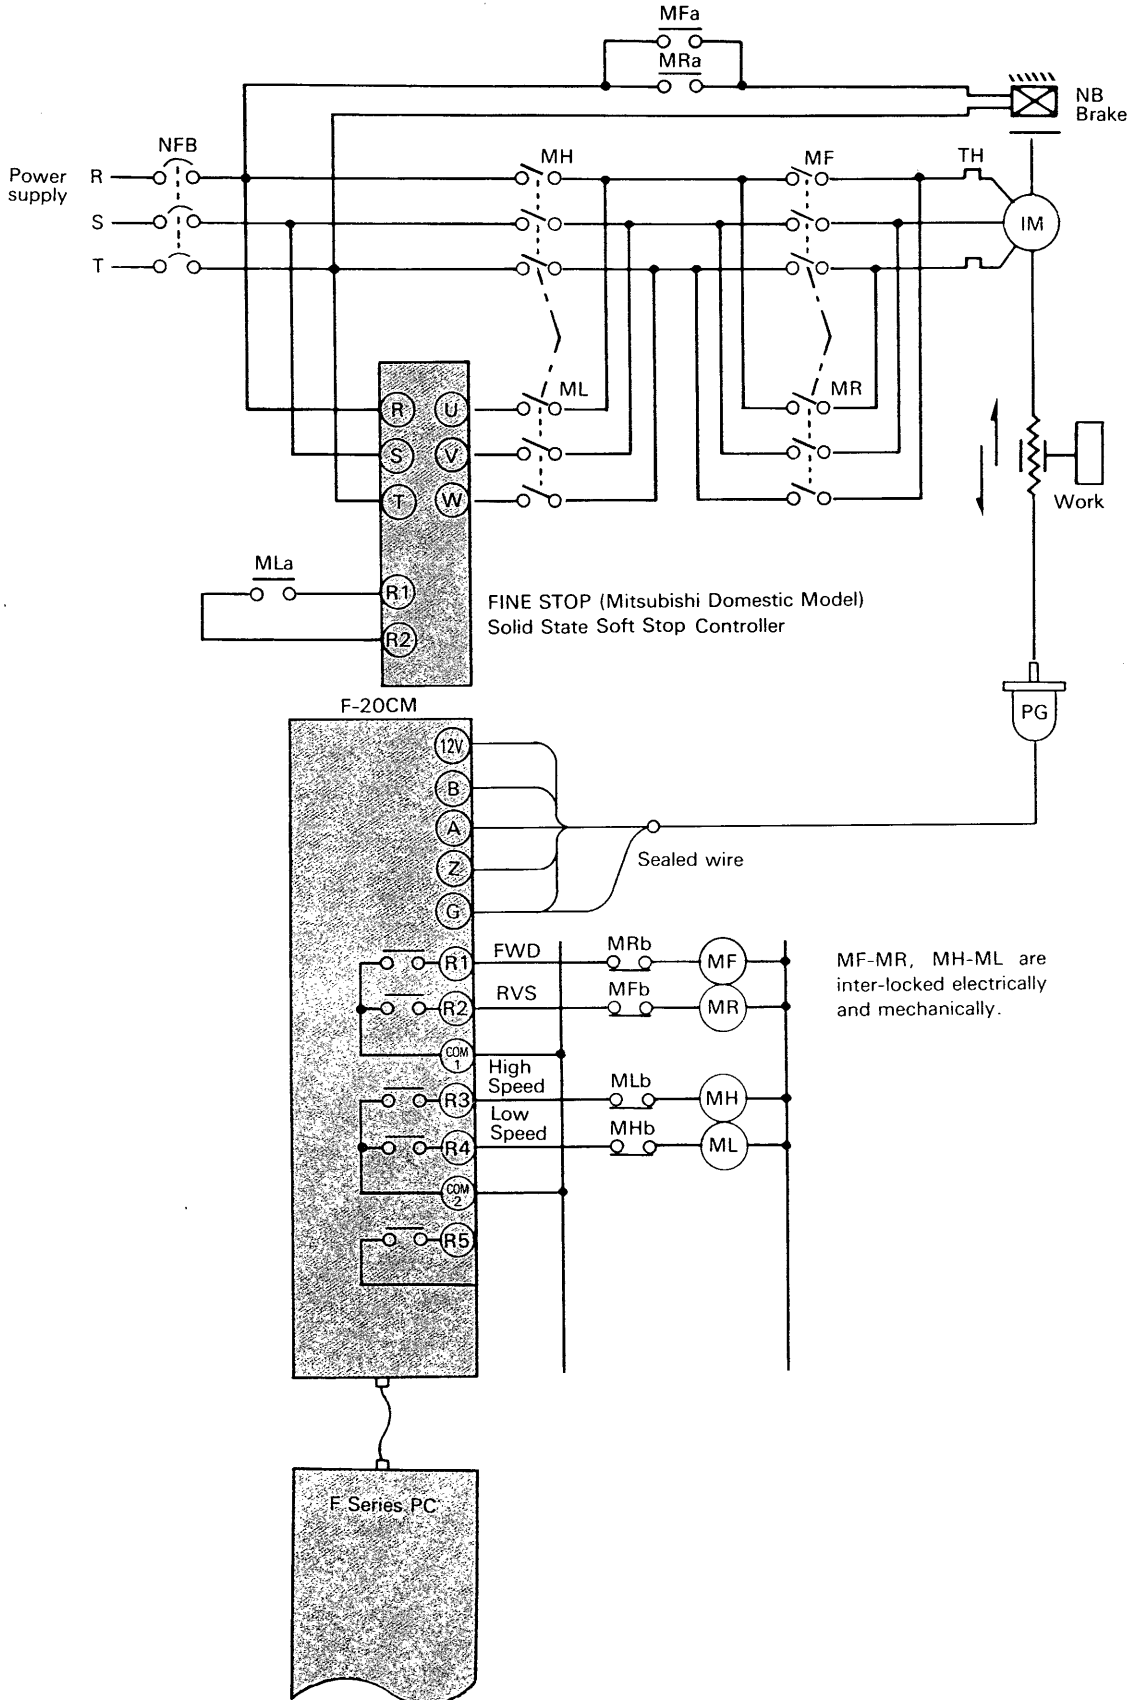 MFa
MRa
NB
Brake
NFB
MH
MF
TH
Power
supply
R
S
T
IM
ML
MR
R
U
S
V
T
W
Work
MLa
R1
R2
FINE STOP (Mitsubishi Domestic Model)
Solid State Soft Stop Controller
PG
F-20CM
12V
B
A
Z
G
Sealed wire
R1
FWD
MRb
MF
R2
RVS
MFb
MR
MF-MR, MH-ML are
inter-locked electrically
and mechanically.
COM
1
High
Speed
R3
MLb
MH
Low
Speed
R4
MHb
ML
COM
2
R5
F Series PC